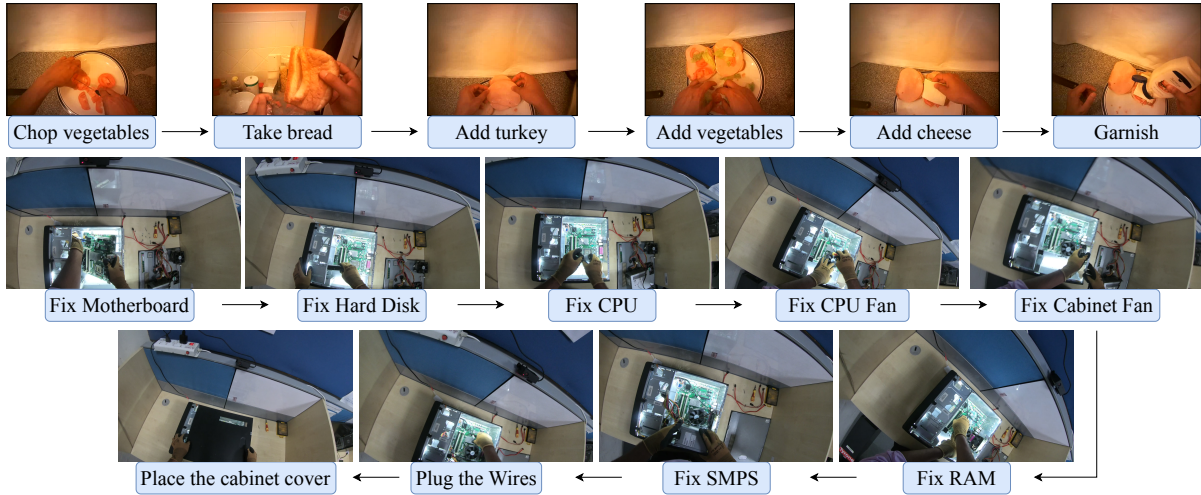 Chop vegetables
Take bread
Add turkey
Add vegetables
Add cheese
Garnish
Fix Motherboard
Fix Hard Disk
Fix CPU
Fix CPU Fan
Fix Cabinet Fan
Place the cabinet cover
Plug the Wires
Fix SMPS
Fix RAM